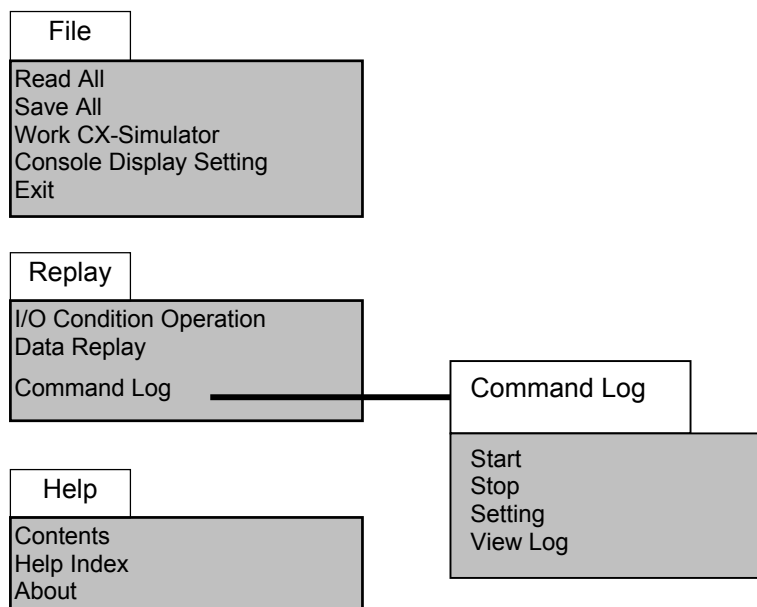 File
Read All
Save All
Work CX-Simulator
Console Display Setting
Exit
Replay
I/O Condition Operation
Data Replay
Command Log
Command Log
Start
Stop
Setting
View Log
Help
Contents
Help Index
About